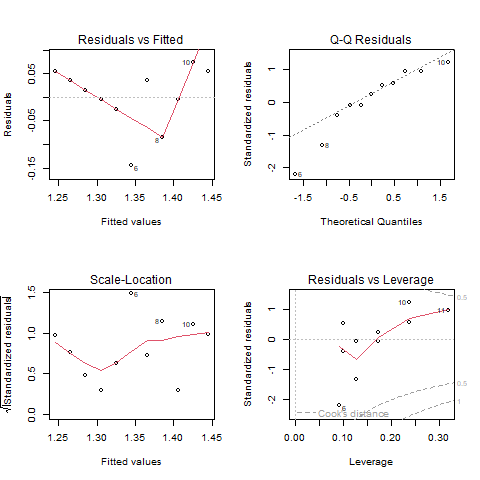 Residuals vs Fitted
Residuals
0.05
-0.05
-0.15
10
8
6
1.25 1.30 1.35 1.40 1.45
Fitted values
Q-Q Residuals
Standardized residuals
1
0
-1
-2
10
8
6
-1.5 -0.5 0.5 1.5
Theoretical Quantiles
Scale-Location
√|Standardized residuals|
1.5
1.0
0.5
0.0
6
8
10
1.25 1.30 1.35 1.40 1.45
Fitted values
Residuals vs Leverage
Standardized residuals
1
0
-1
-2
10
11
6
0.5
0.5
1
Cook's distance
0.00 0.10 0.20 0.30
Leverage